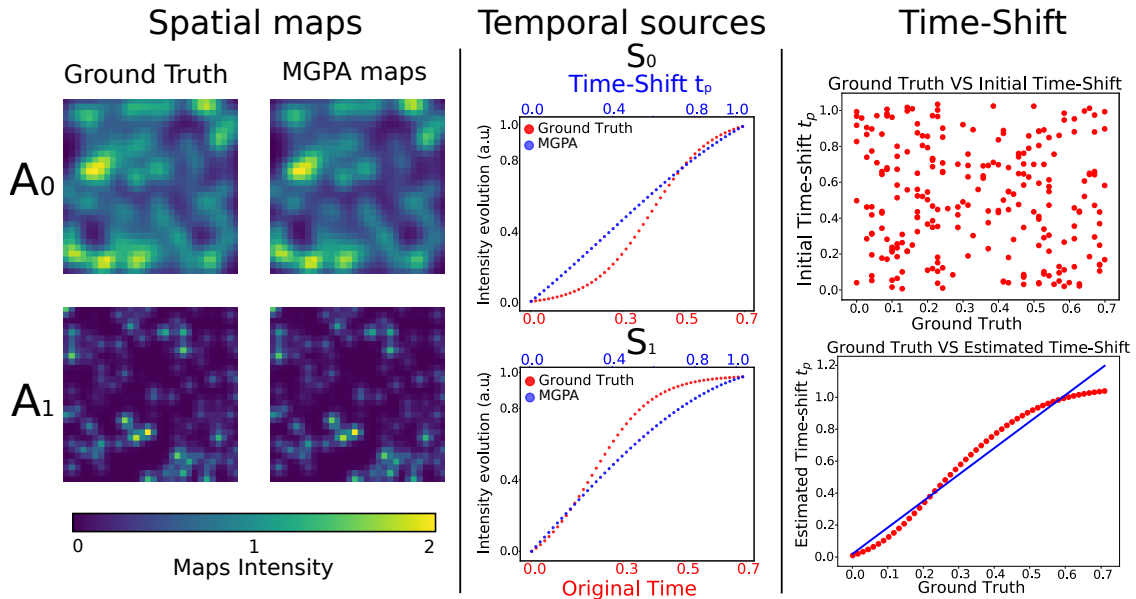 Spatial maps
Ground Truth
MGPA maps
A0
A1
0
1
2
Maps Intensity
Temporal sources
S0
Time-Shift tp
0.0
0.4
0.8
1.0
1.0
0.8
0.4
0.0
Intensity evolution (a.u)
Ground Truth
MGPA
0.0
0.3
0.5
0.7
S1
0.0
0.4
0.8
1.0
1.0
0.8
0.4
0.0
Intensity evolution (a.u.)
Ground Truth
MGPA
0.0
0.3
0.5
0.7
Original Time
Time-Shift
Ground Truth VS Initial Time-Shift
Initial Time-shift tp
1.0
0.8
0.6
0.4
0.2
0.0
0.0 0.1 0.2 0.3 0.4 0.5 0.6 0.7
Ground Truth
Ground Truth VS Estimated Time-Shift
Estimated Time-shift tp
1.2
1.0
0.8
0.6
0.4
0.2
0.0
0.0 0.1 0.2 0.3 0.4 0.5 0.6 0.7
Ground Truth